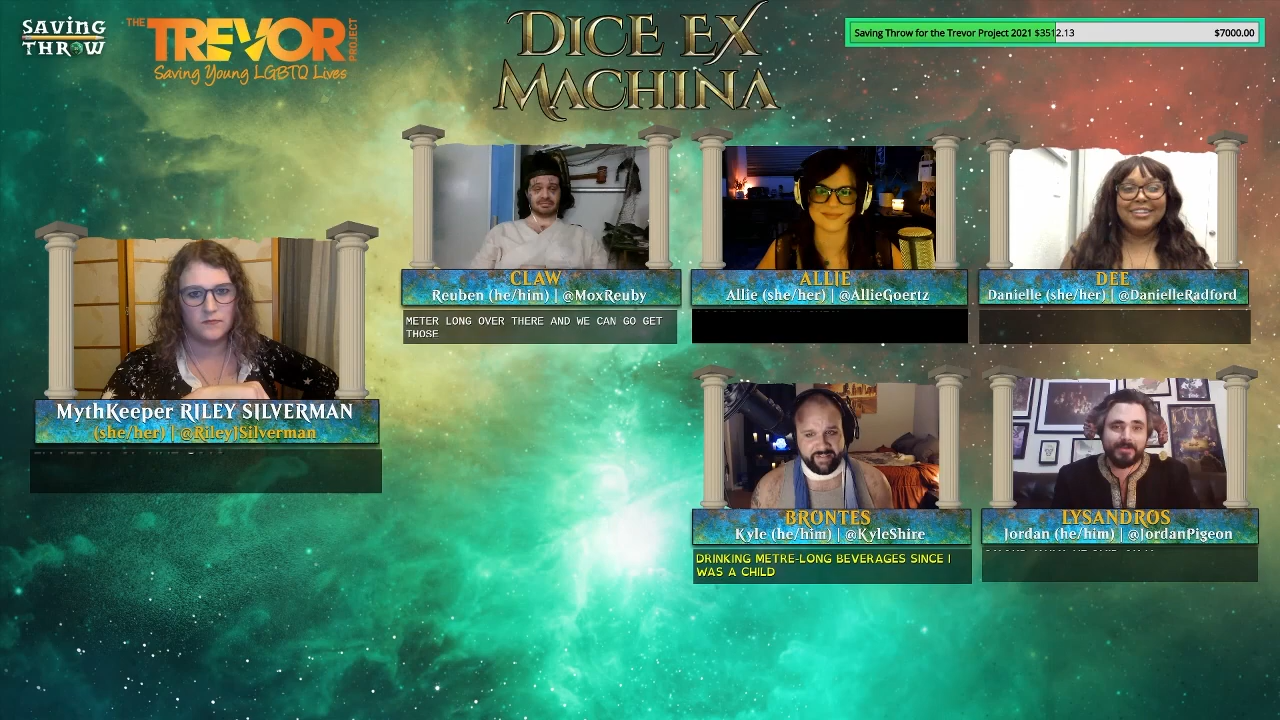 SAVING
THROW
THE
TREVOR
PROJECT
Saving Young LGBTQ Lives
DICE EX
MACHINA
Saving Throw for the Trevor Project 2021 $3512.13
$7000.00
CLAW
Reuben (he/him) | @MoxReuby
METER LONG OVER THERE AND WE CAN GO GET
THOSE
ALLIE
Allie (she/her) | @AllieGoertz
DEE
Danielle (she/her) | @DanielleRadford
MythKeeper RILEY SILVERMAN
(she/her) | @RileyJSilverman
BRONTES
Kyle (he/him) | @KyleShire
DRINKING METRE-LONG BEVERAGES SINCE I
WAS A CHILD
LYSANDROS
Jordan (he/him) | @JordanPigeon